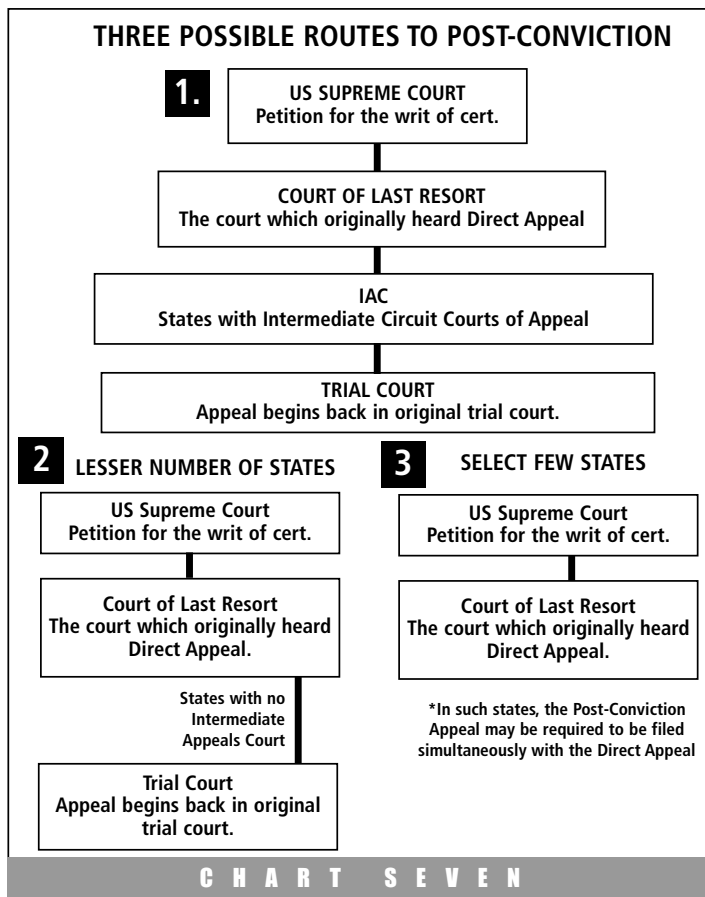 THREE POSSIBLE ROUTES TO POST-CONVICTION
1.
US SUPREME COURT
Petition for the writ of cert.
COURT OF LAST RESORT
The court which originally heard Direct Appeal
IAC
States with Intermediate Circuit Courts of Appeal
TRIAL COURT
Appeal begins back in original trial court.
2
LESSER NUMBER OF STATES
US Supreme Court
Petition for the writ of cert.
Court of Last Resort
The court which originally heard
Direct Appeal.
States with no
Intermediate
Appeals Court
Trial Court
Appeal begins back in original
trial court.
3
SELECT FEW STATES
US Supreme Court
Petition for the writ of cert.
Court of Last Resort
The court which originally heard
Direct Appeal.
*In such states, the Post-Conviction
Appeal may be required to be filed
simultaneously with the Direct Appeal
CHART SEVEN